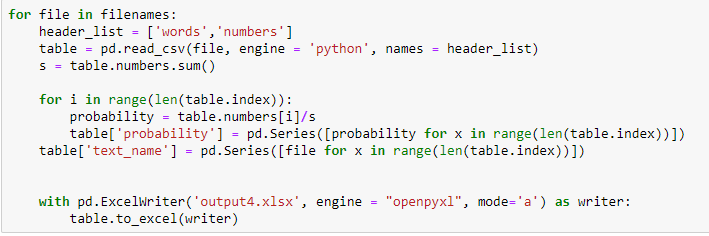 for file in filenames:
    header_list = ['words','numbers']
    table = pd.read_csv(file, engine = 'python', names = header_list)
    s = table.numbers.sum()

    for i in range(len(table.index)):
        probability = table.numbers[i]/s
        table['probability'] = pd.Series([probability for x in range(len(table.index))])
    table['text_name'] = pd.Series([file for x in range(len(table.index))])


    with pd.ExcelWriter('output4.xlsx', engine = "openpyxl", mode='a') as writer:
        table.to_excel(writer)